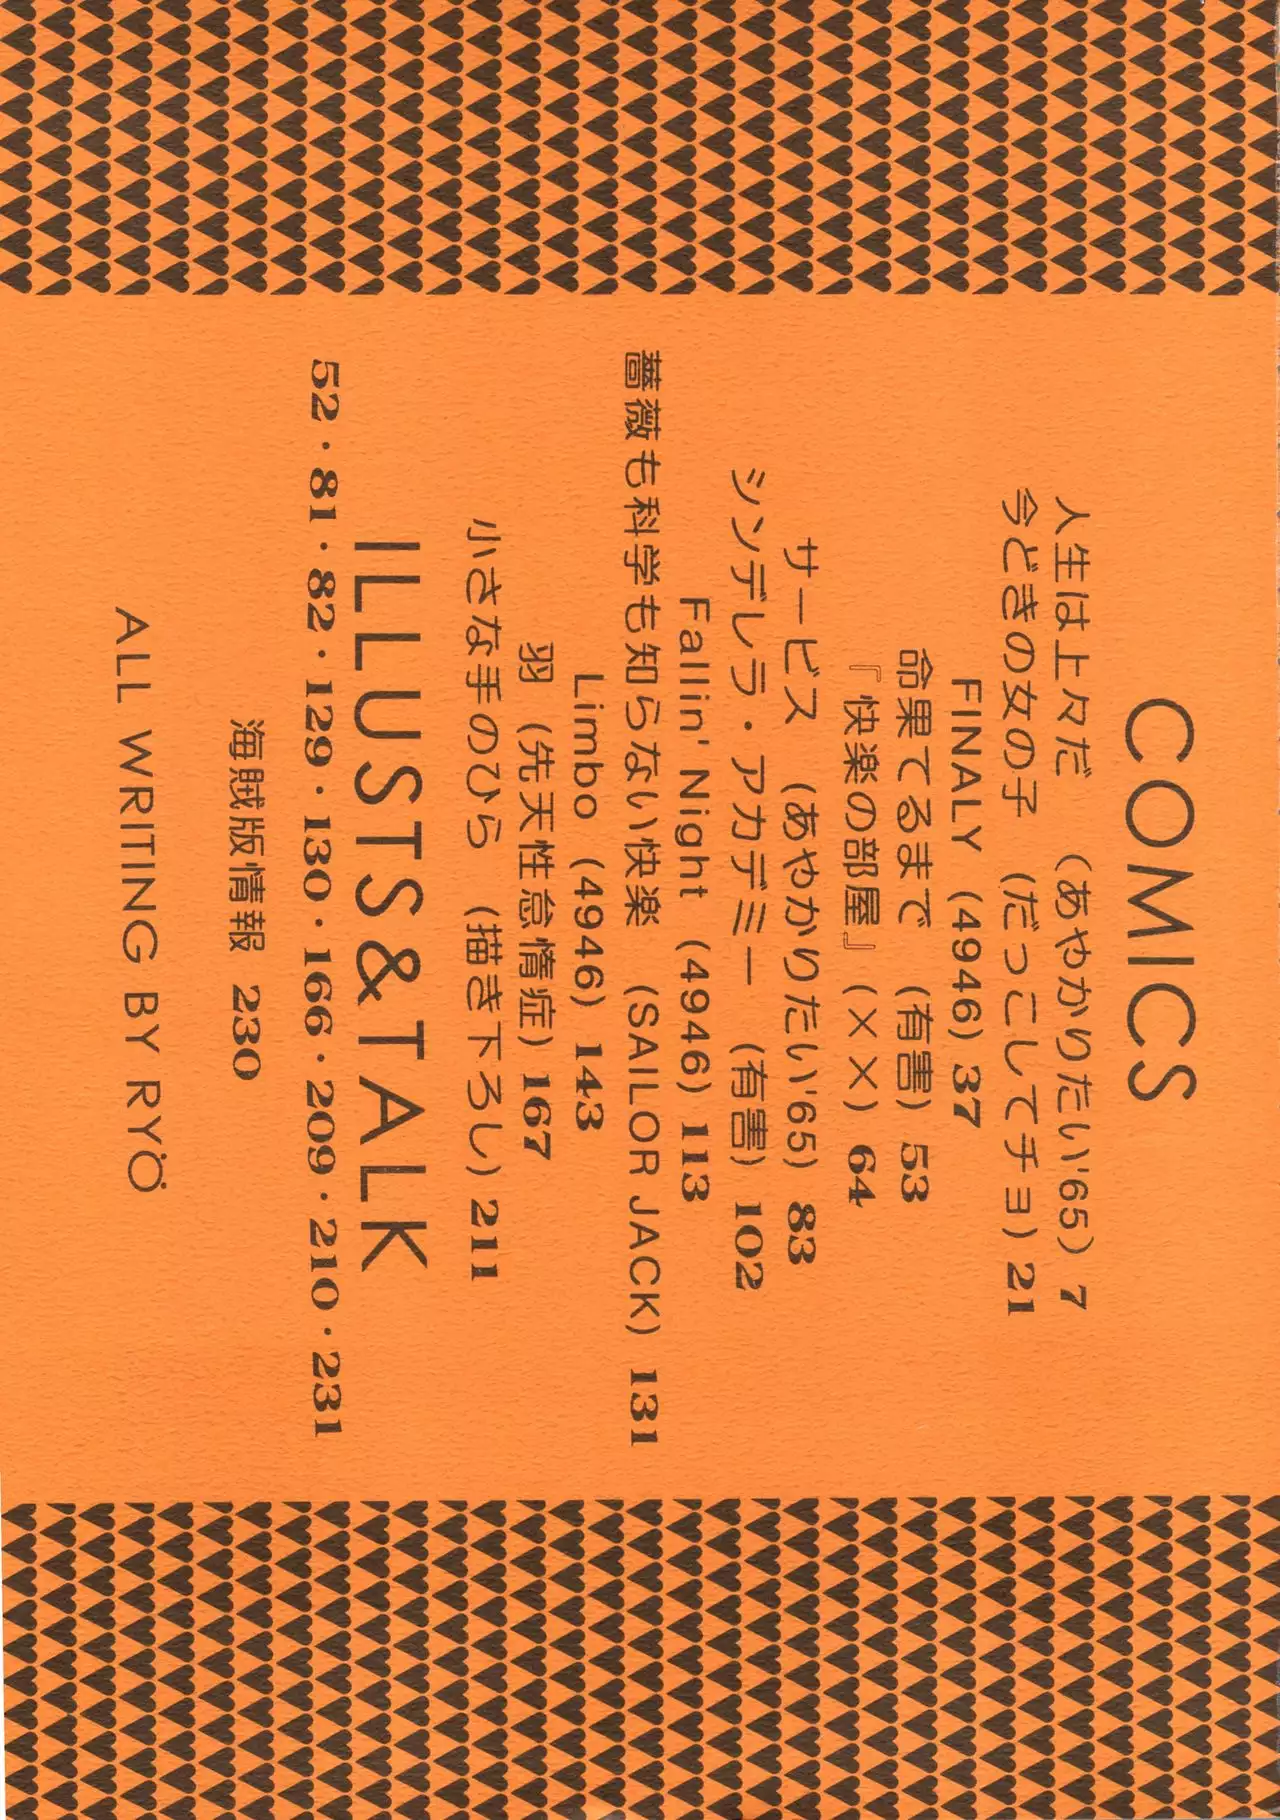 COMICS
人生は上々だ (あやかりたい'65) 7
今どきの女の子 (だっこしてチョ) 21
FINALY (4946) 37
命果てるまで (有害) 53
『快楽の部屋』(××) 64
サービス (あやかりたい'65) 83
シンデレラ・アカデミー (有害) 102
Fallin' Night (4946) 113
薔薇も科学も知らない快楽 (SAILOR JACK) 131
Limbo (4946) 143
羽 (先天性怠惰症) 167
小さな手のひら (描き下ろし) 211
ILLUSTS&TALK
52・81・82・129・130・166・209・210・231
海賊版情報 230
ALL WRITING BY RYÖ